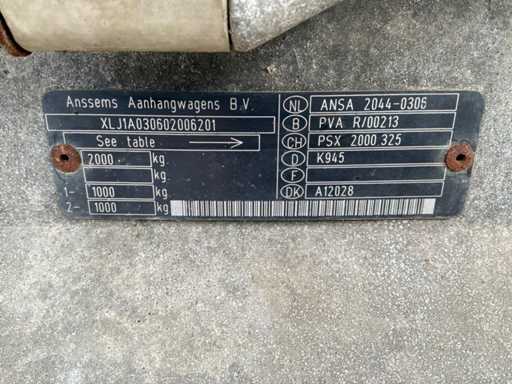 Anssems Aanhangwagens B.V.
XLJ1A030602006201
See table
2000 kg
kg
1- 1000 kg
2- 1000 kg
NL ANSA 2044-0306
B PVA R/00213
CH PSX 2000 325
D K945
F
DK A12028